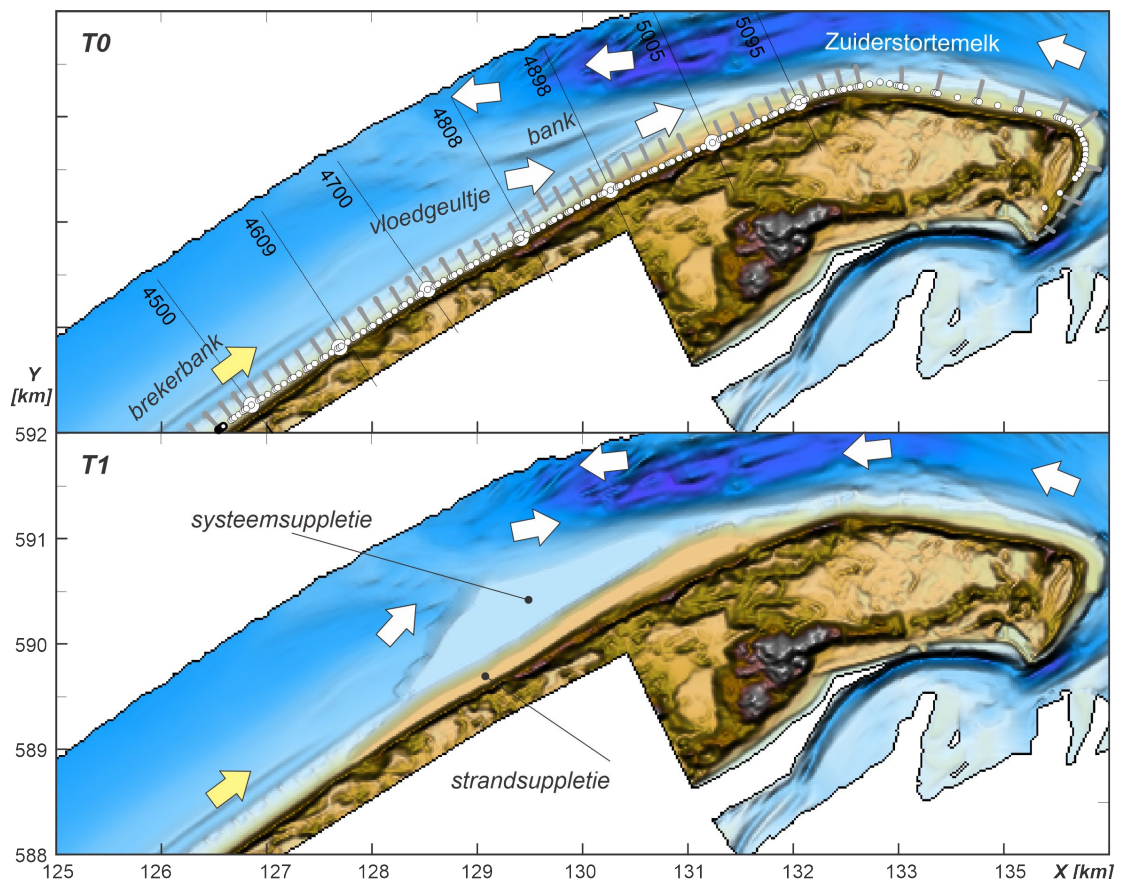 T0
Zuiderstortemelk
5095
5005
4898
4808
4700
4609
4500
bank
vloedgeultje
brekerbank
Y
[km]
592
T1
systeemsuppletie
591
590
589
strandsuppletie
588
125
126
127
128
129
130
131
132
133
135
X [km]